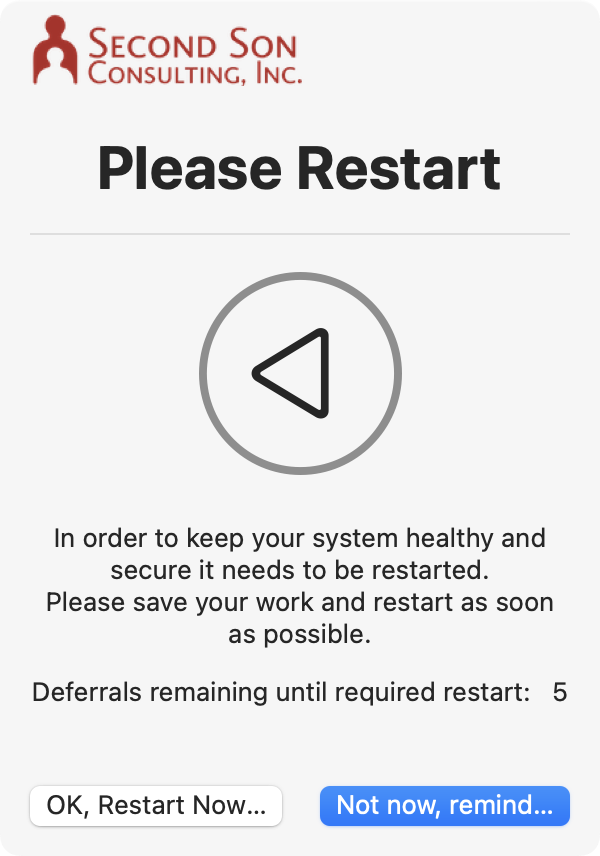 Second Son
Consulting, Inc.
Please Restart
In order to keep your system healthy and
secure it needs to be restarted.
Please save your work and restart as soon
as possible.
Deferrals remaining until required restart: 5
OK, Restart Now...
Not now, remind...